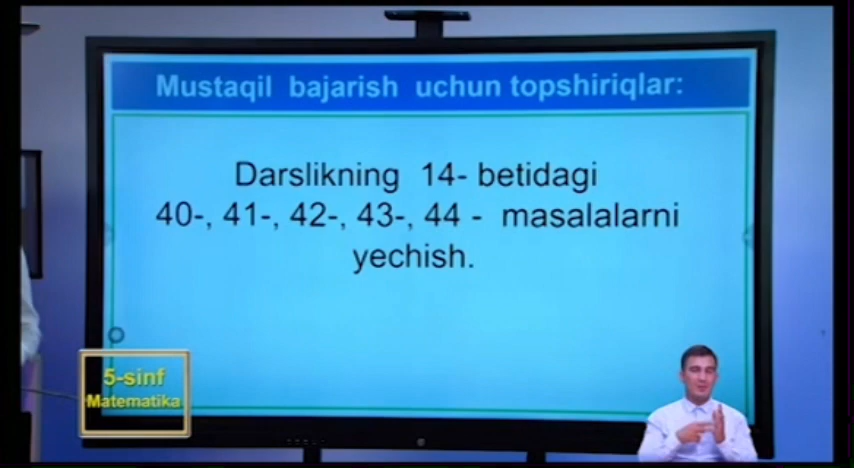 Mustaqil bajarish uchun topshiriqlar:
Darslikning 14- betidagi
40-, 41-, 42-, 43-, 44 - masalalarni
yechish.
5-sinf
Matematika